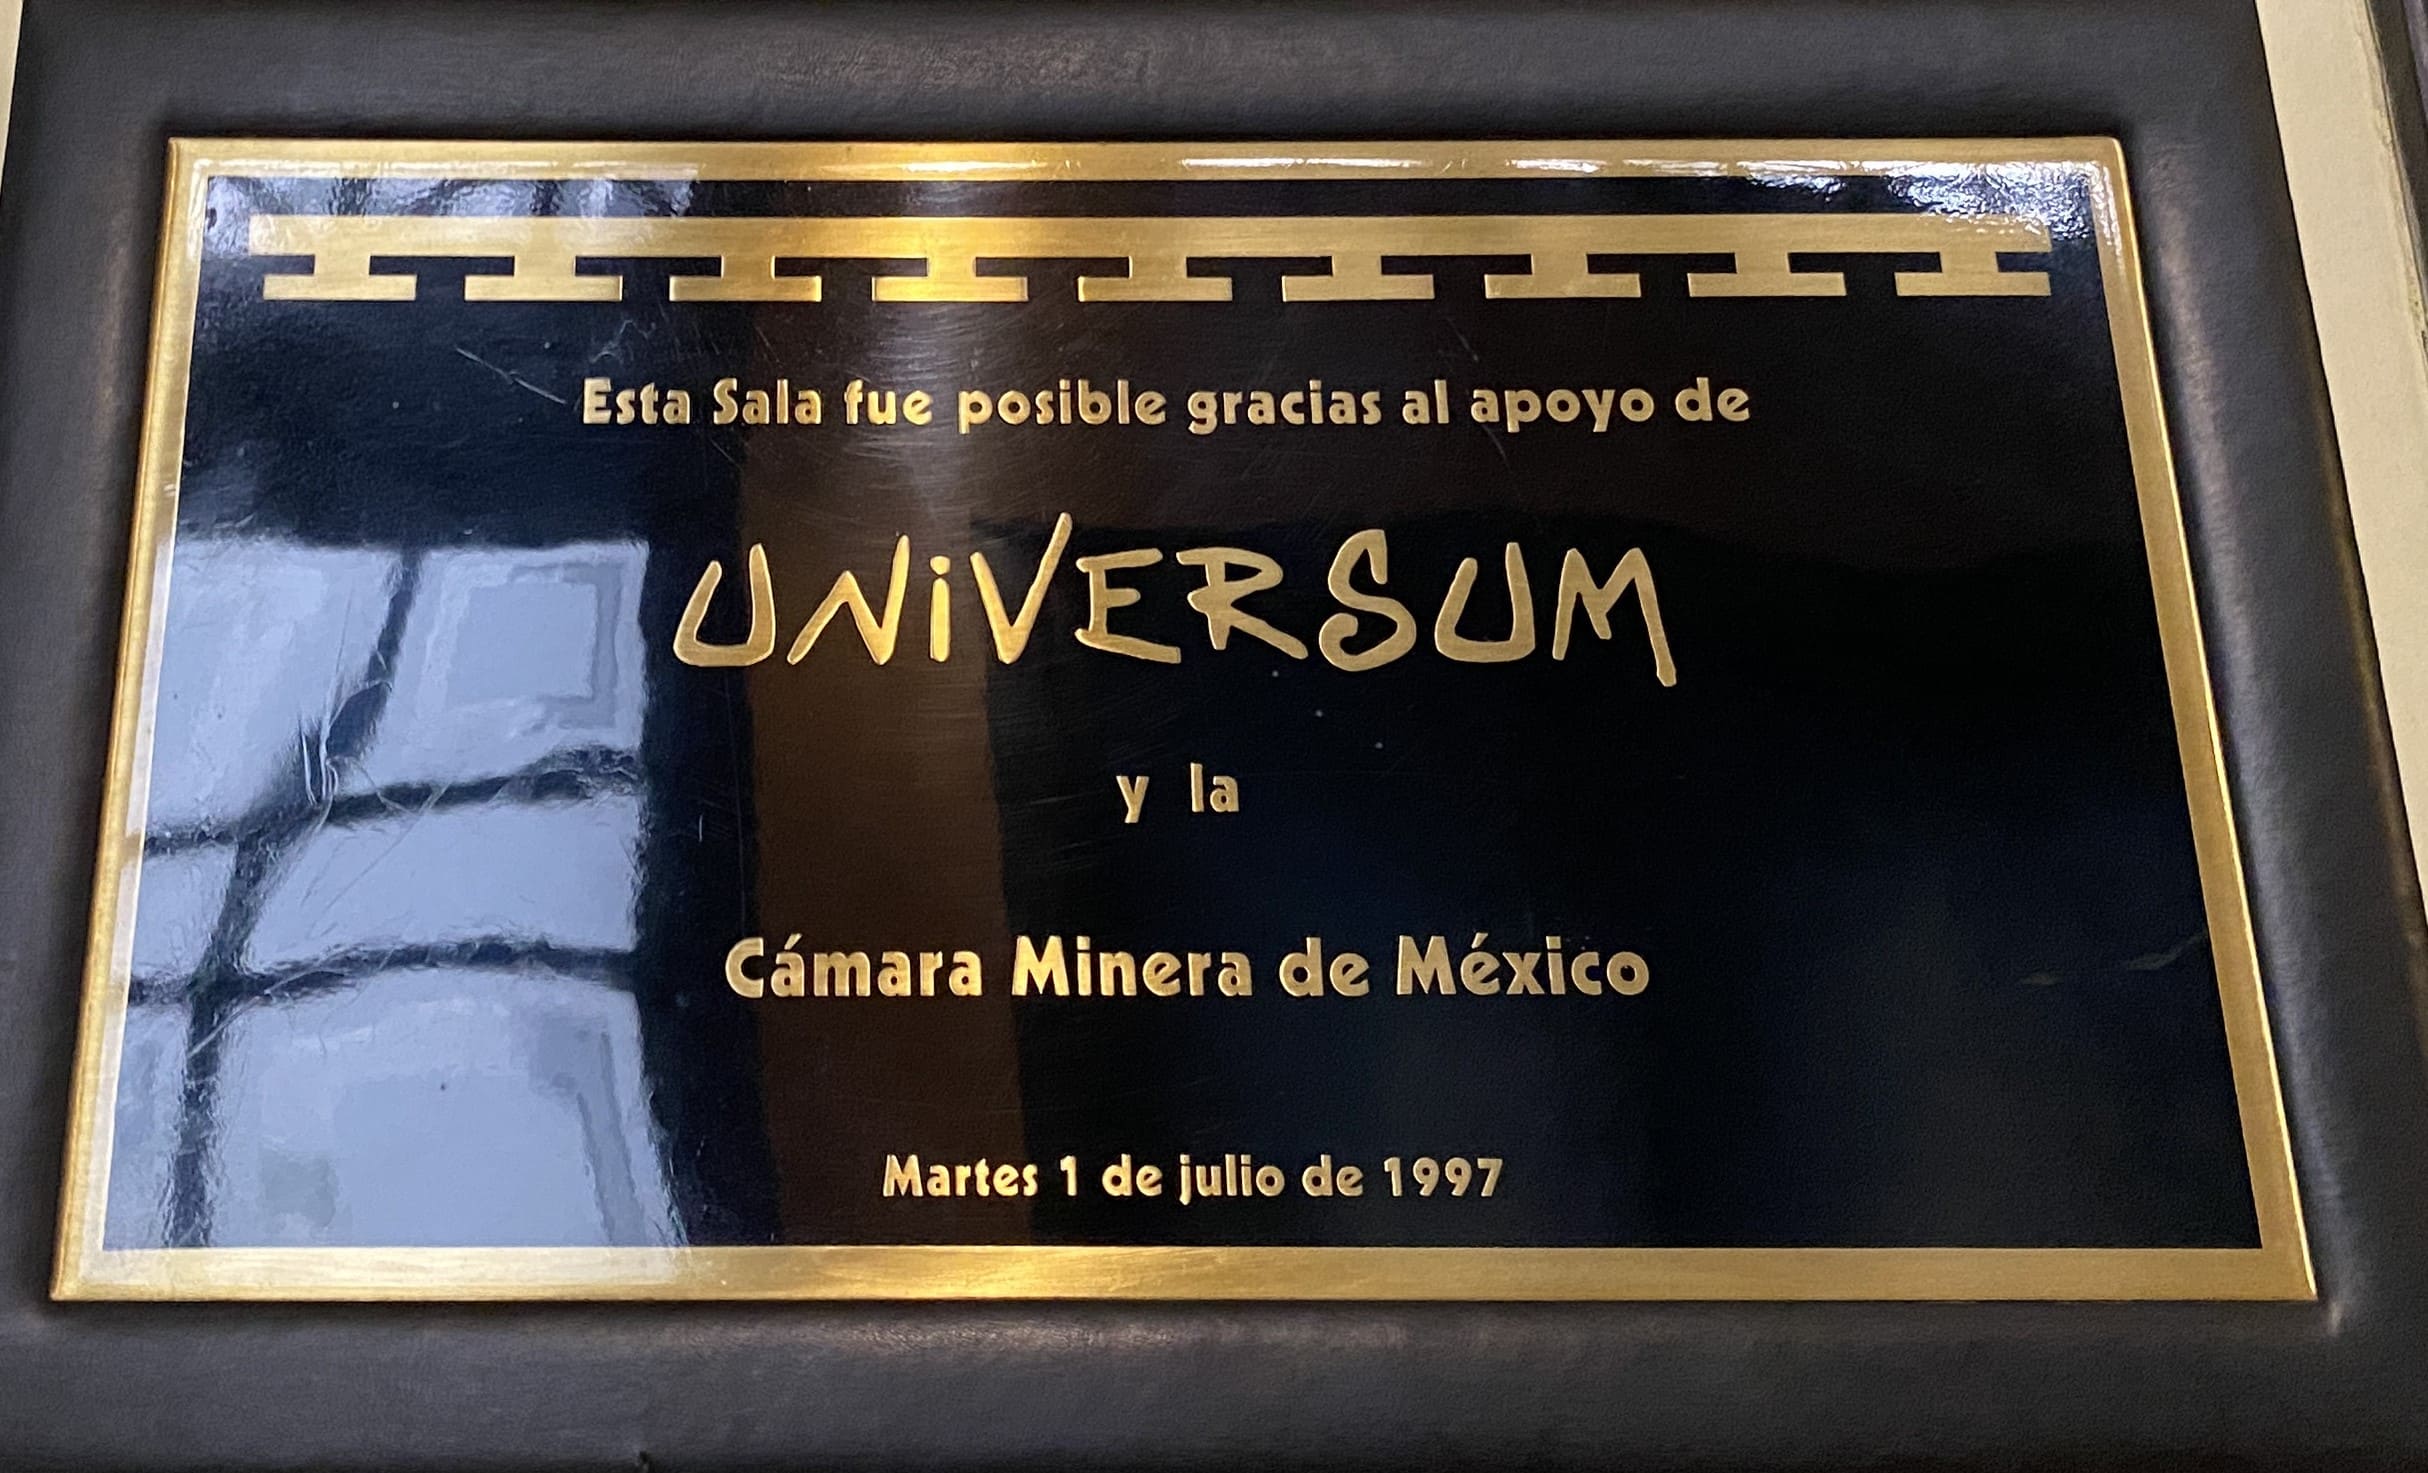 Esta Sala fue posible gracias al apoyo de
UNiVERSUM
y la
Cámara Minera de México
Martes 1 de julio de 1997